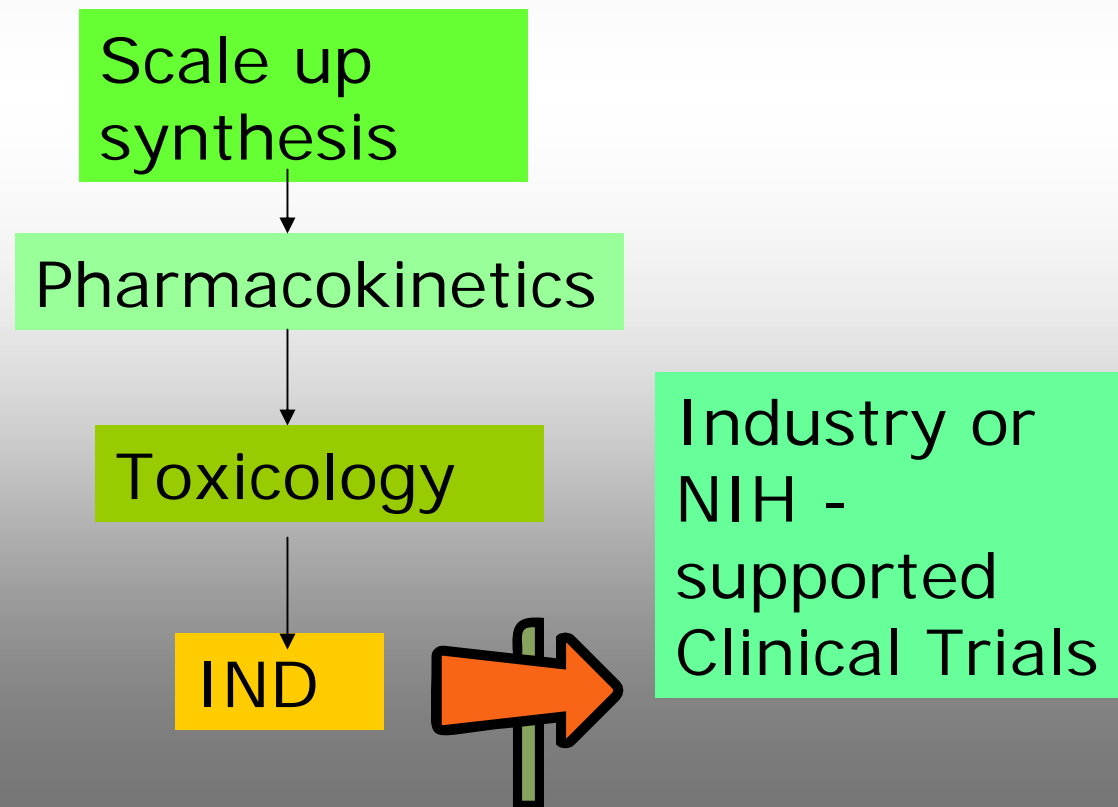 Scale up
synthesis
Pharmacokinetics
Toxicology
IND
Industry or
NIH -
supported
Clinical Trials